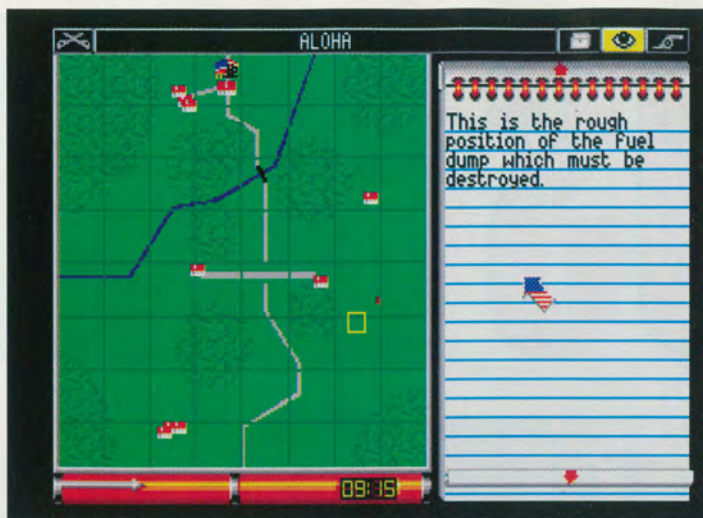 ALOHA
This is the rough
position of the fuel
dump which must be
destroyed.
09:15